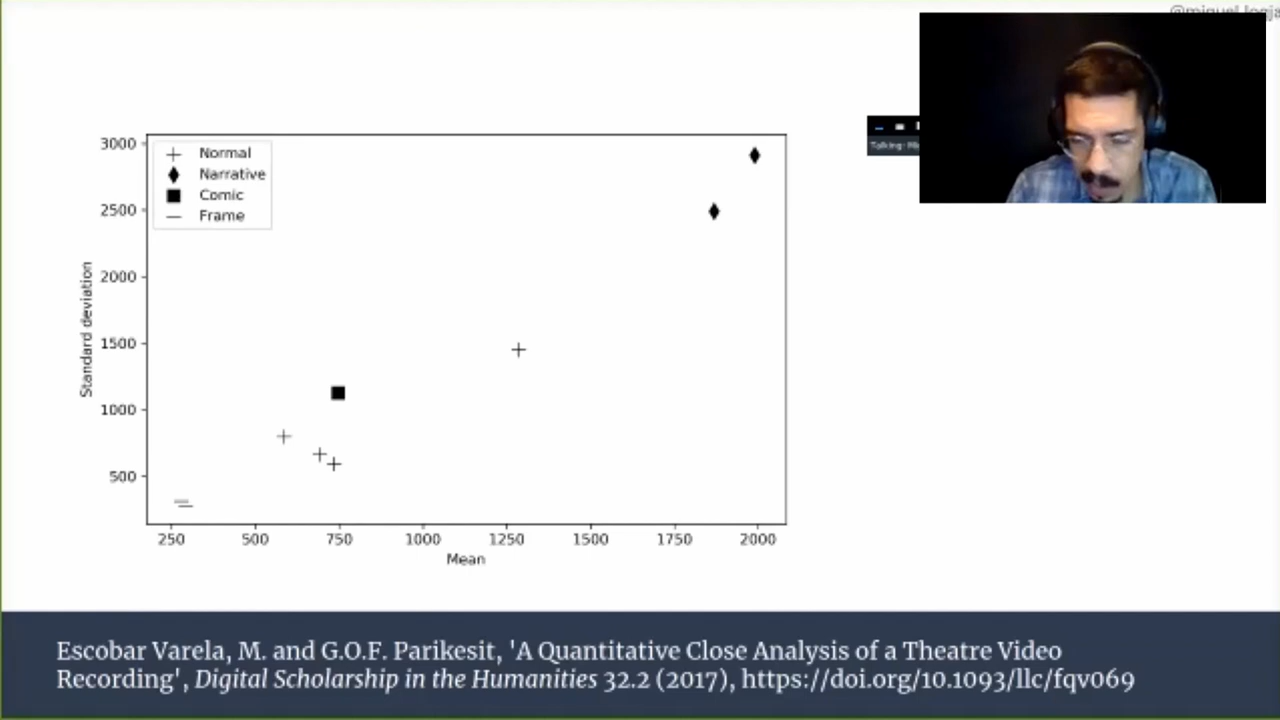 3000
Normal
Narrative
Comic
Frame
2500
2000
1500
1000
500
Standard deviation
250 500 750 1000 1250 1500 1750 2000
Mean
Talking:
Escobar Varela, M. and G.O.F. Parikesit, 'A Quantitative Close Analysis of a Theatre Video
Recording', Digital Scholarship in the Humanities 32.2 (2017), https://doi.org/10.1093/llc/fqv069